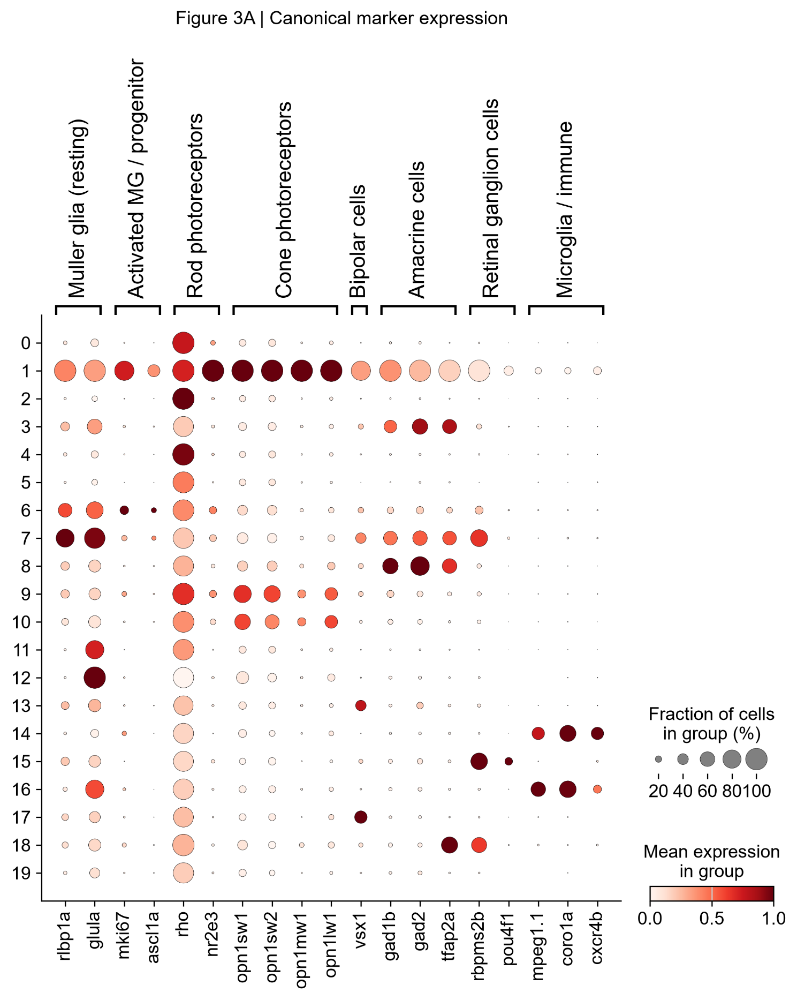 Figure 3A | Canonical marker expression
Muller glia (resting)
Activated MG / progenitor
Rod photoreceptors
Cone photoreceptors
Bipolar cells
Amacrine cells
Retinal ganglion cells
Microglia / immune
0
1
2
3
4
5
6
7
8
9
10
11
12
13
14
15
16
17
18
19
rlbp1a
glula
mki67
ascl1a
rho
nr2e3
opn1sw1
opn1sw2
opn1mw1
opn1lw1
vsx1
gad1b
gad2
tfap2a
rbpms2b
pou4f1
mpeg1.1
coro1a
cxcr4b
Fraction of cells
in group (%)
20 40 60 80 100
Mean expression
in group
0.0 0.5 1.0